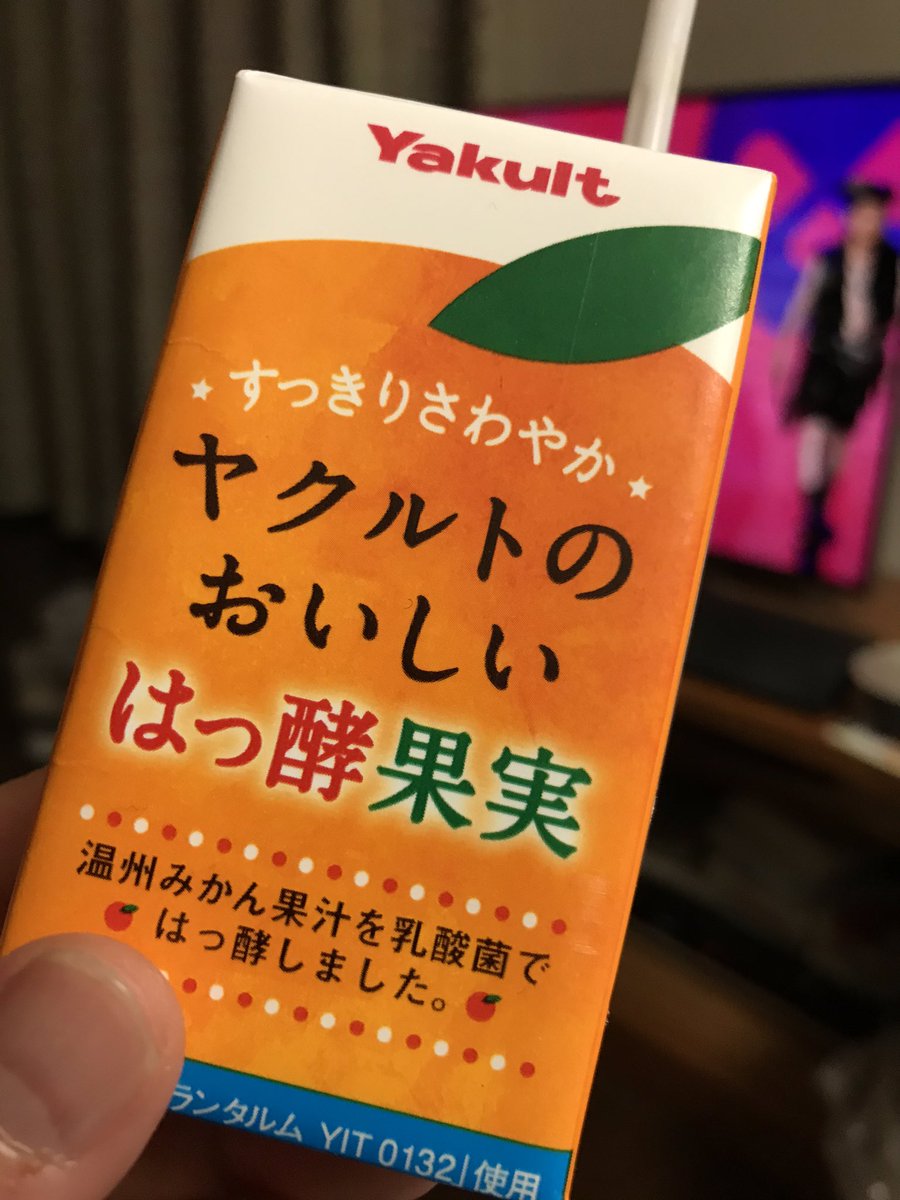 Yakult
すっきりさわやか
ヤクルトの
おいしい
はっ酵果実
温州みかん果汁を乳酸菌で
はっ酵しました。
ランタルム YIT 0132｣使用